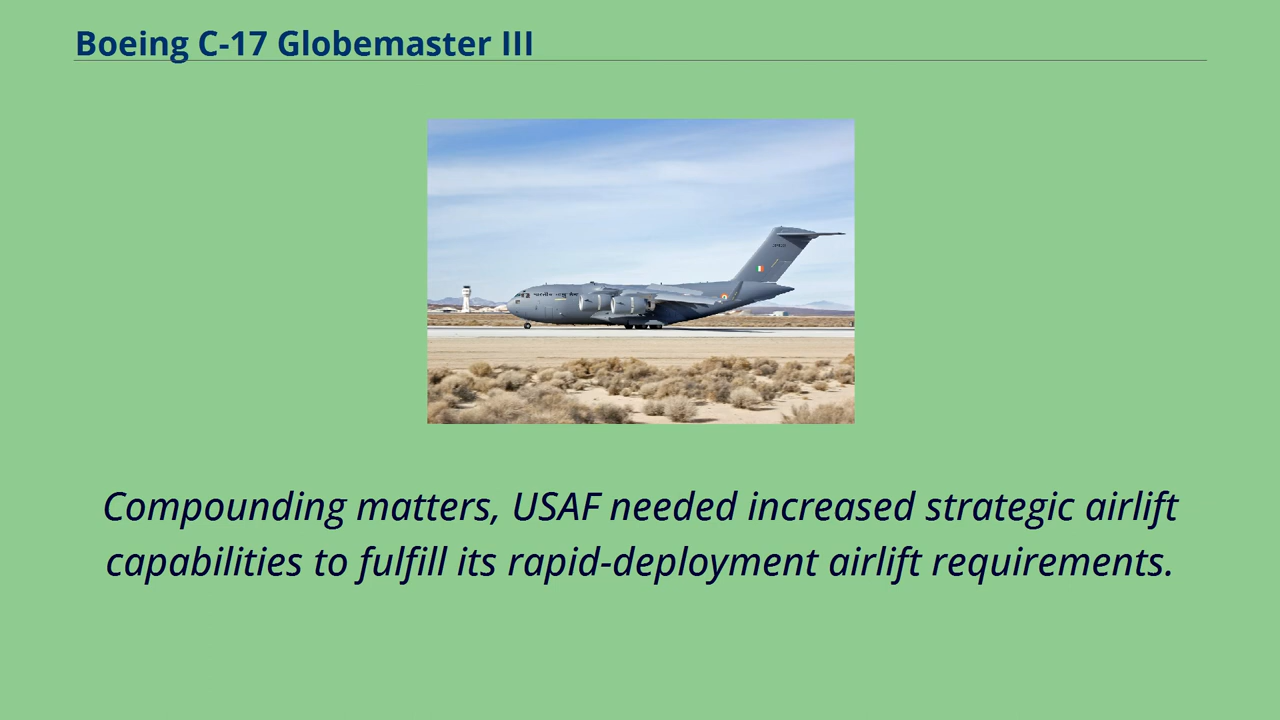 Boeing C-17 Globemaster III
Compounding matters, USAF needed increased strategic airlift
capabilities to fulfill its rapid-deployment airlift requirements.